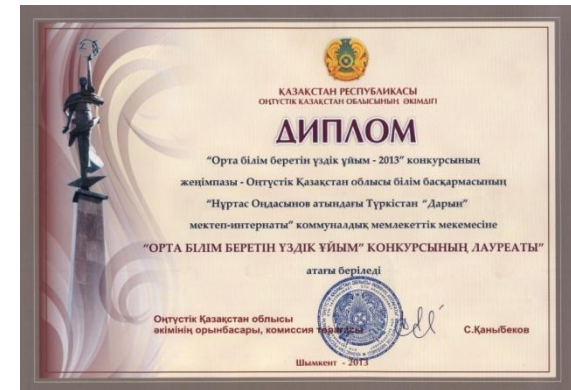 ҚАЗАҚСТАН РЕСПУБЛИКАСЫ
ОҢТҮСТІК ҚАЗАҚСТАН ОБЛЫСЫНЫҢ ӘКІМДІГІ
ДИПЛОМ
"Орта білім беретін үздік ұйым - 2013" конкурсының
жеңімпазы - Оңтүстік Қазақстан облысы білім басқармасының
"Нұртас Оңдасынов атындағы Түркістан "Дарын"
мектеп-интернаты" коммуналдық мемлекеттік мекемесіне
"ОРТА БІЛІМ БЕРЕТІН ҮЗДІК ҰЙЫМ" КОНКУРСЫНЫҢ ЛАУРЕАТЫ"
атағы беріледі
Оңтүстік Қазақстан облысы
әкімінің орынбасары, комиссия төрағасы
С.Қаныбеков
Шымкент - 2013